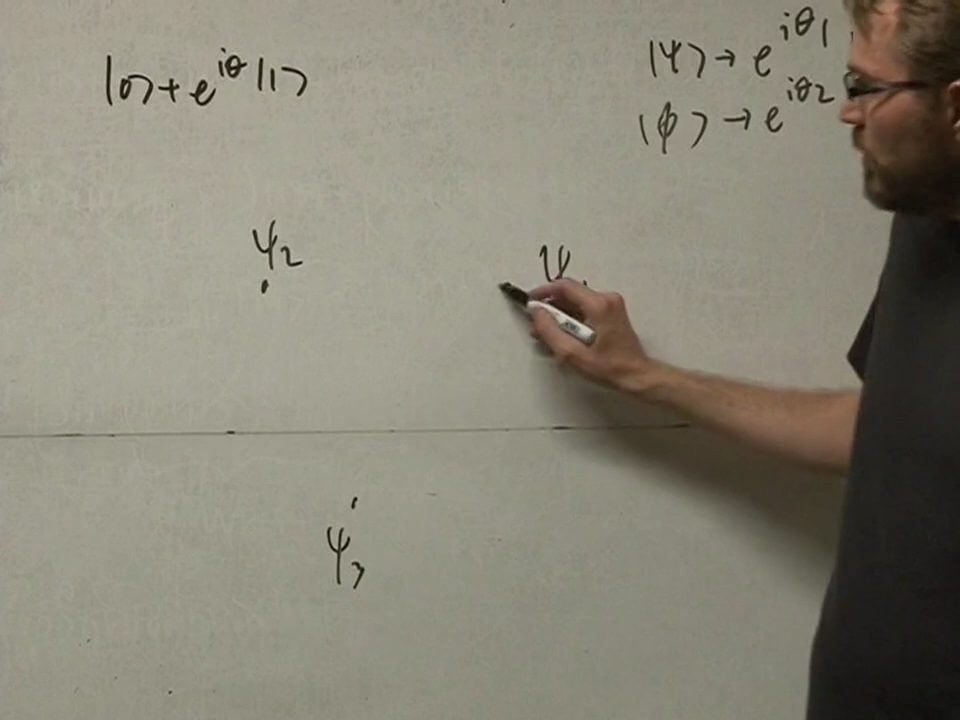 |0⟩ + e^{iθ} |1⟩
|ψ⟩ → e^{iθ1}
|ϕ⟩ → e^{iθ2}
ψ2
ψ
ψ3